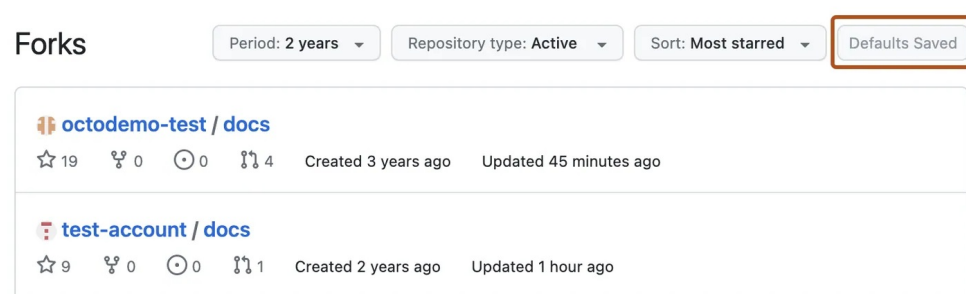 Forks
Period: 2 years
Repository type: Active
Sort: Most starred
Defaults Saved
octodemo-test / docs
19 0 0 4 Created 3 years ago Updated 45 minutes ago
test-account / docs
9 0 0 1 Created 2 years ago Updated 1 hour ago